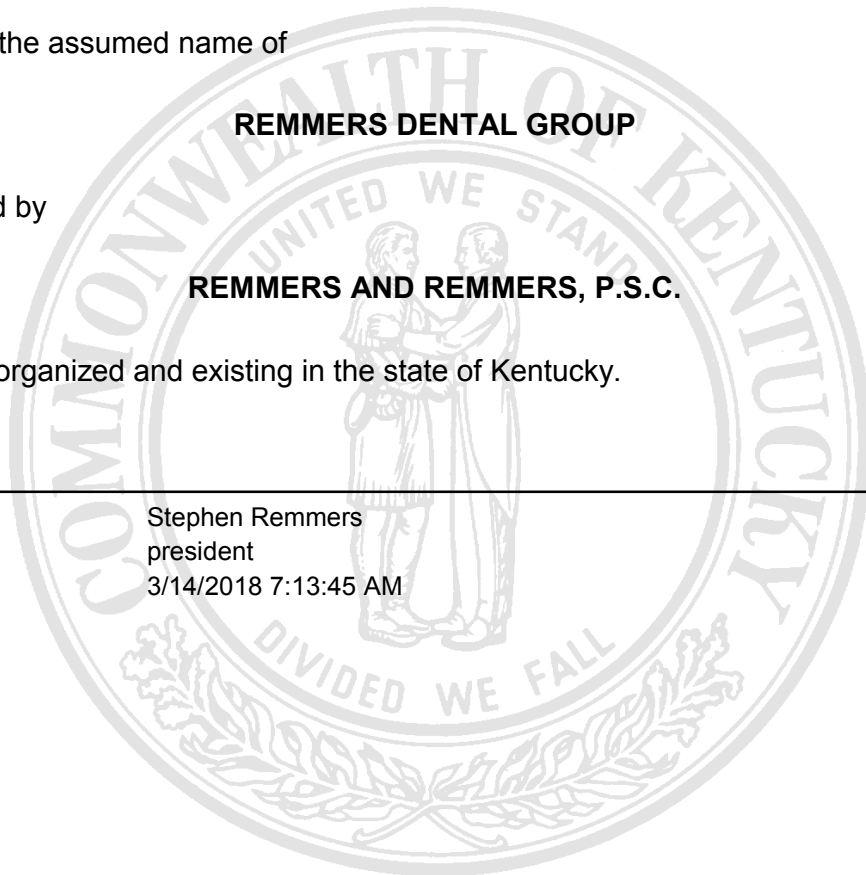 the assumed name of
REMMERS DENTAL GROUP
d by
REMMERS AND REMMERS, P.S.C.
organized and existing in the state of Kentucky.
Stephen Remmers
president
3/14/2018 7:13:45 AM
COMMONWEALTH OF KENTUCKY
UNITED WE STAND
DIVIDED WE FALL